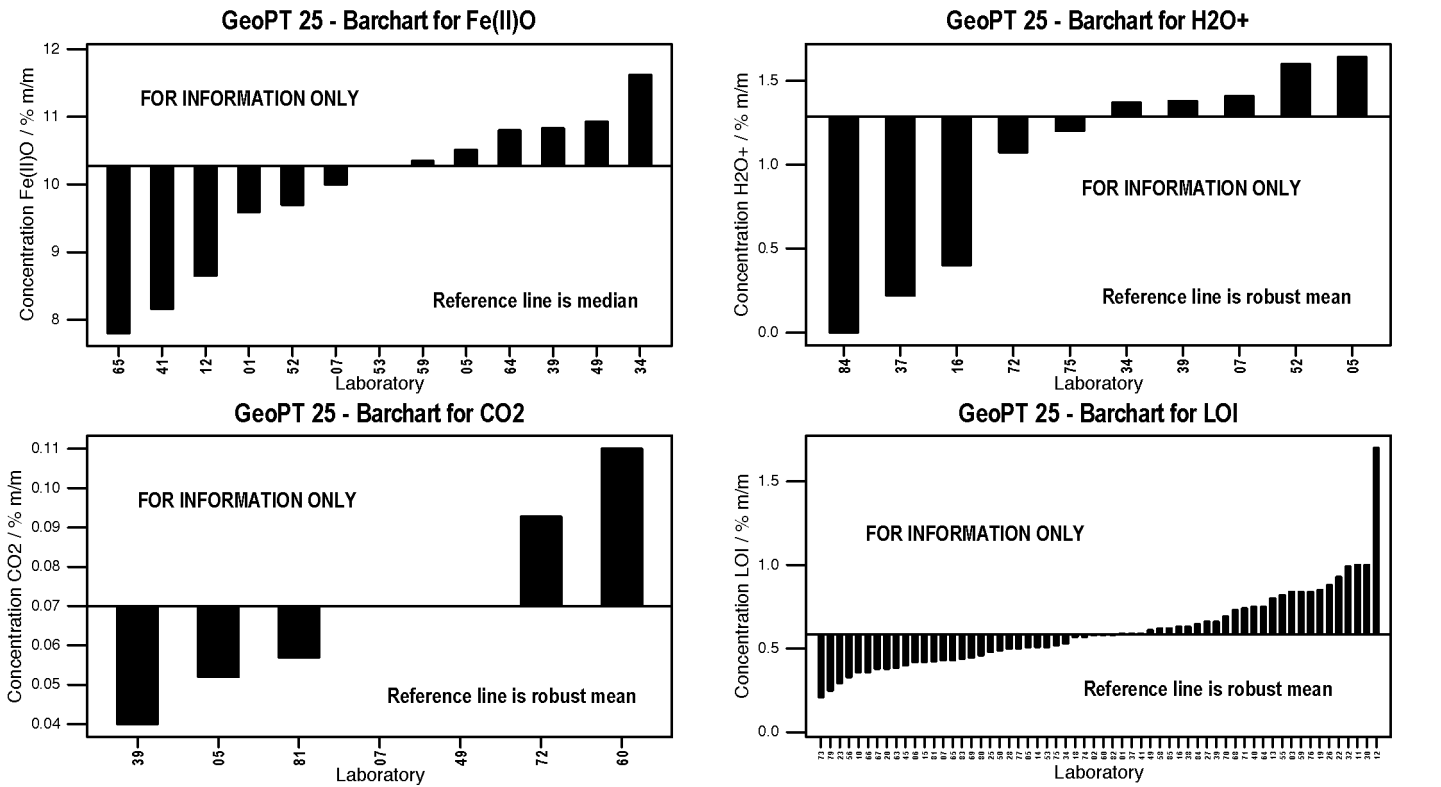 GeoPT 25 - Barchart for Fe(II)O
Concentration Fe(II)O / % m/m
12
11
10
9
8
FOR INFORMATION ONLY
Reference line is median
65 41 12 01 52 07 53 59 05 64 39 49 34
Laboratory
GeoPT 25 - Barchart for H2O+
Concentration H2O+ / % m/m
1.5
1.0
0.5
0.0
FOR INFORMATION ONLY
Reference line is robust mean
84 37 16 72 75 34 39 07 52 05
Laboratory
GeoPT 25 - Barchart for CO2
Concentration CO2 / % m/m
0.11
0.10
0.09
0.08
0.07
0.06
0.05
0.04
FOR INFORMATION ONLY
Reference line is robust mean
39 05 81 07 49 72 60
Laboratory
GeoPT 25 - Barchart for LOI
Concentration LOI / % m/m
1.5
1.0
0.5
0.0
FOR INFORMATION ONLY
Reference line is robust mean
Laboratory